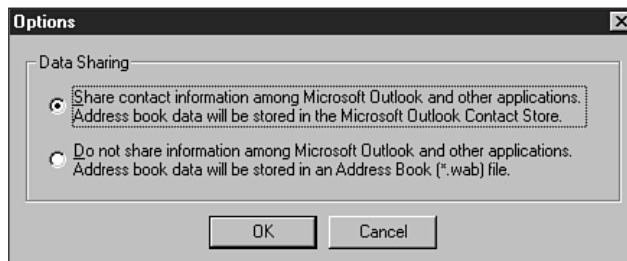 Options
Data Sharing
Share contact information among Microsoft Outlook and other applications.
Address book data will be stored in the Microsoft Outlook Contact Store.
Do not share information among Microsoft Outlook and other applications.
Address book data will be stored in an Address Book (*.wab) file.
OK
Cancel